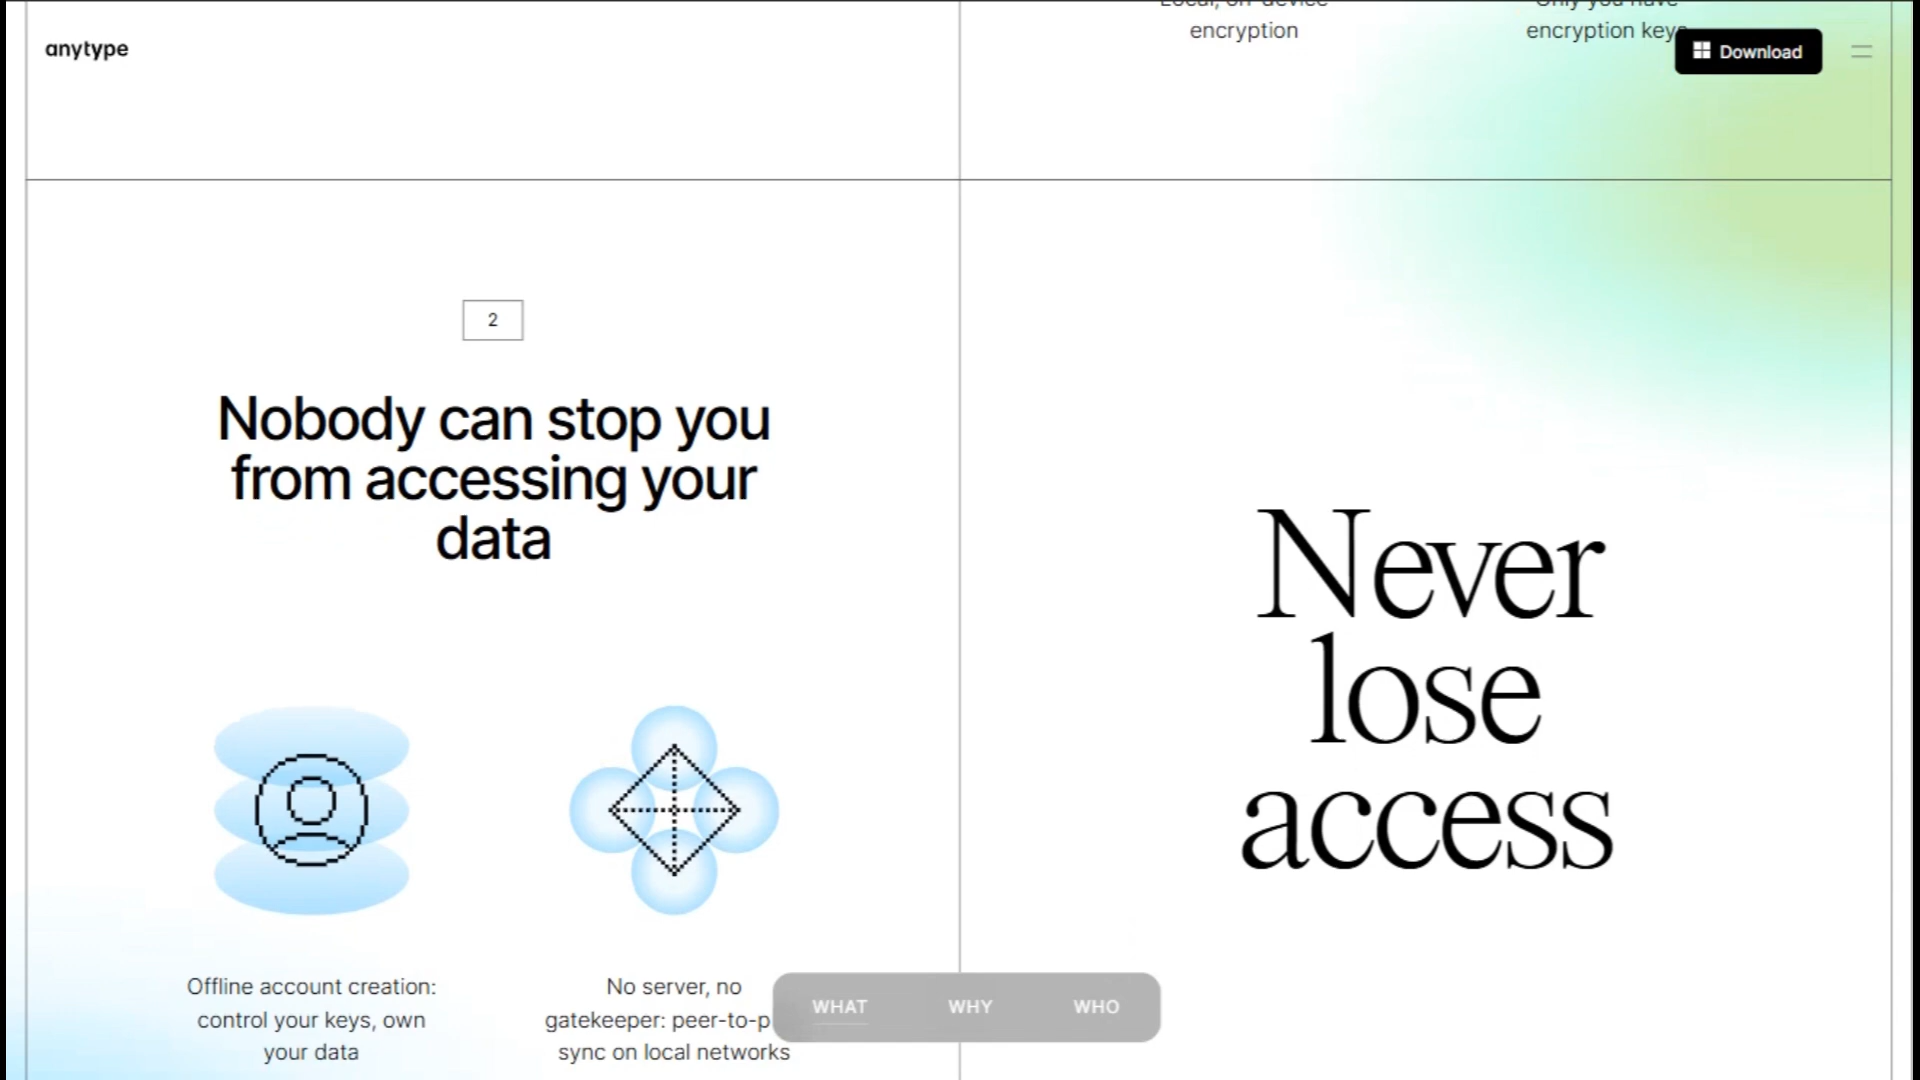 Local, on-device
encryption
Only you have
encryption keys
anytype
Download
2
Nobody can stop you
from accessing your
data
Never
lose
access
Offline account creation:
control your keys, own
your data
No server, no
gatekeeper: peer-to-p
sync on local networks
WHAT
WHY
WHO